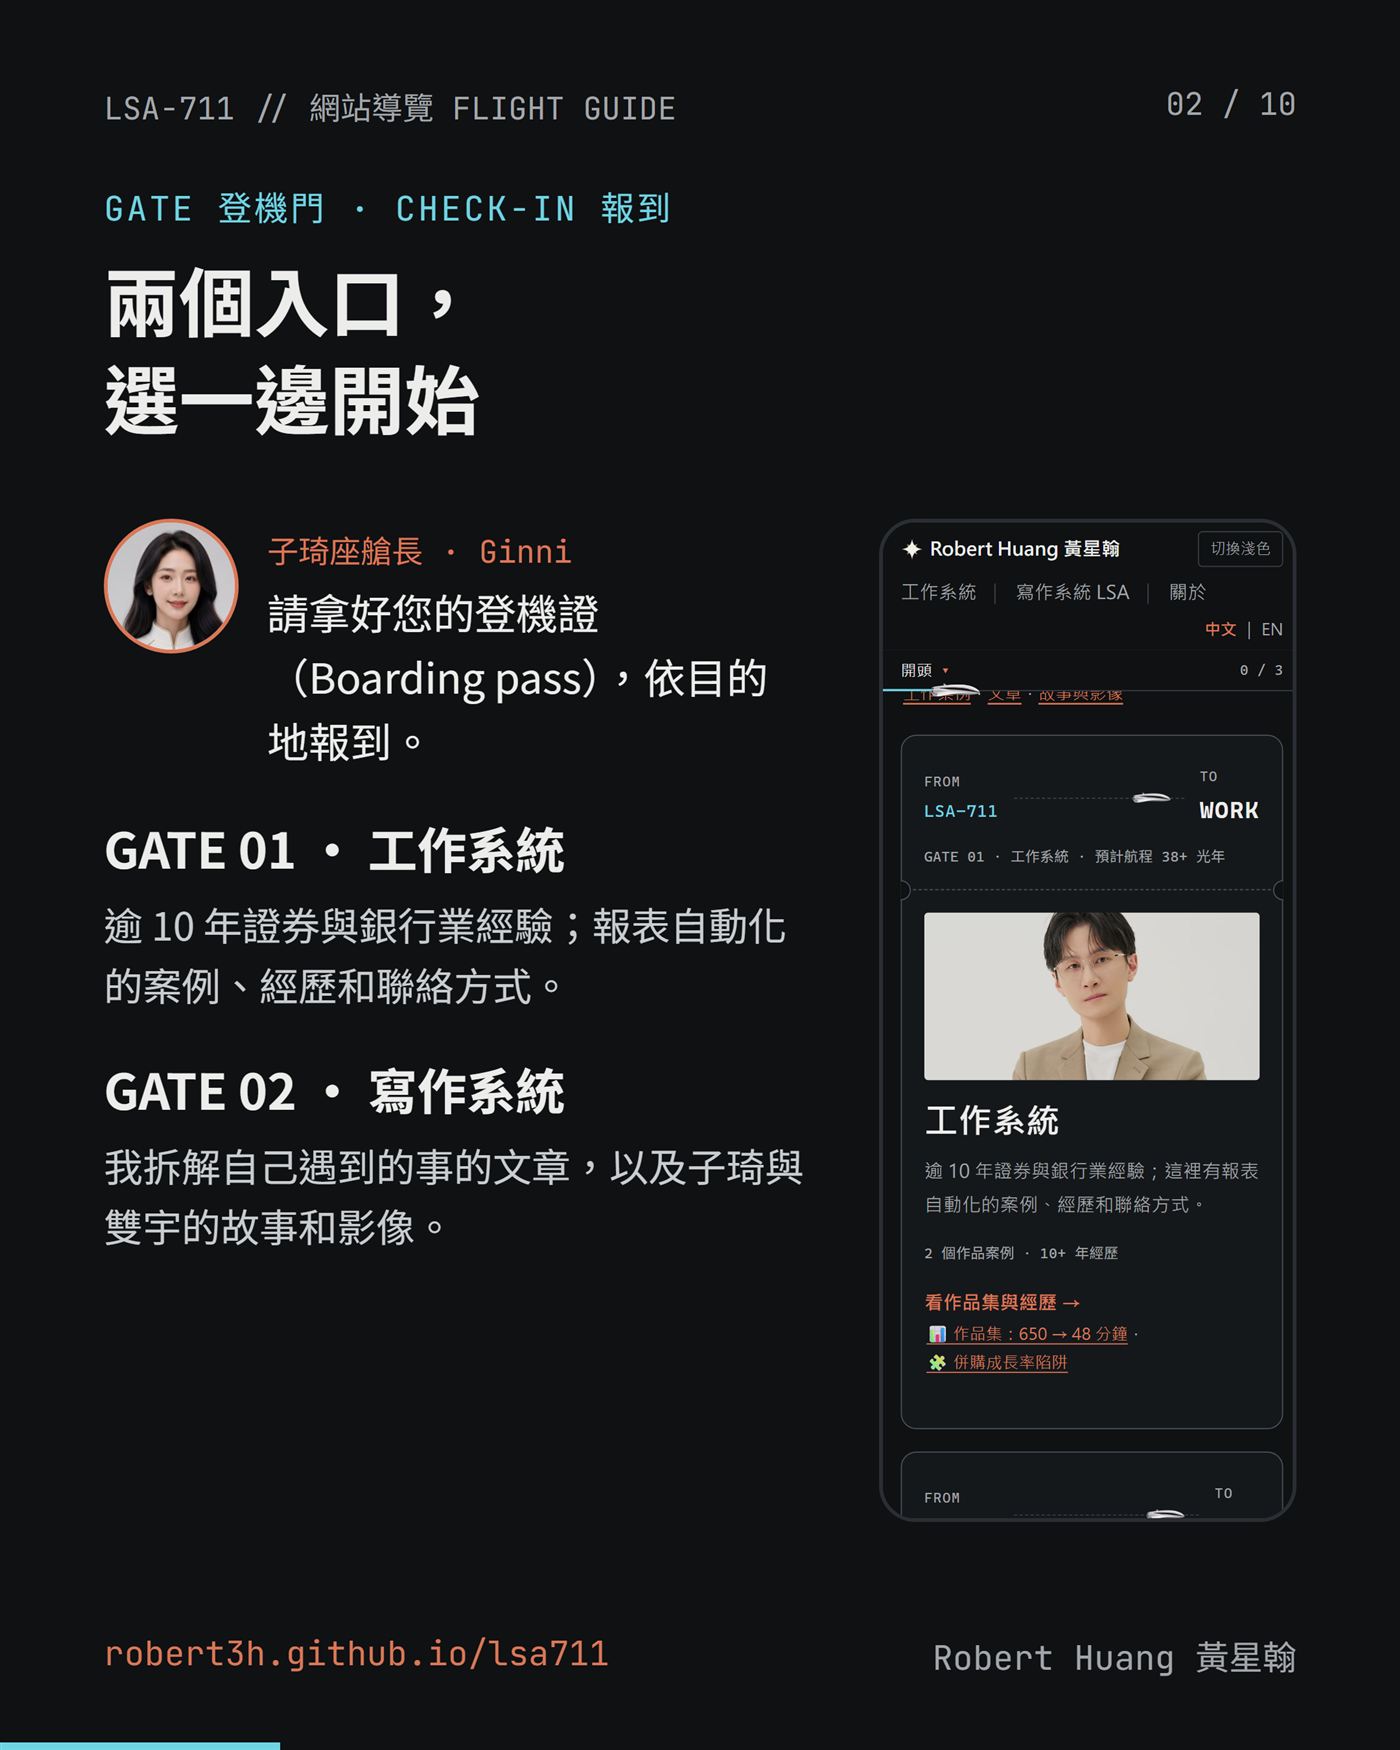 LSA-711 // 網站導覽 FLIGHT GUIDE
02 / 10
GATE 登機門 · CHECK-IN 報到
兩個入口，
選一邊開始
子琦座艙長 · Ginni
請拿好您的登機證
（Boarding pass），依目的
地報到。
GATE 01 · 工作系統
逾 10 年證券與銀行業經驗；報表自動化
的案例、經歷和聯絡方式。
GATE 02 · 寫作系統
我拆解自己遇到的事的文章，以及子琦與
雙宇的故事和影像。
Robert Huang 黃星翰
切換淺色
工作系統 | 寫作系統 LSA | 關於
中文 | EN
開頭 ▾
0 / 3
工作案例 · 文章 · 故事與影像
FROM
TO
LSA-711
WORK
GATE 01 · 工作系統 · 預計航程 38+ 光年
工作系統
逾 10 年證券與銀行業經驗；這裡有報表
自動化的案例、經歷和聯絡方式。
2 個作品案例 · 10+ 年經歷
看作品集與經歷 →
📊 作品集：650 → 48 分鐘 ·
🧩 併購成長率陷阱
FROM
TO
robert3h.github.io/lsa711
Robert Huang 黃星翰